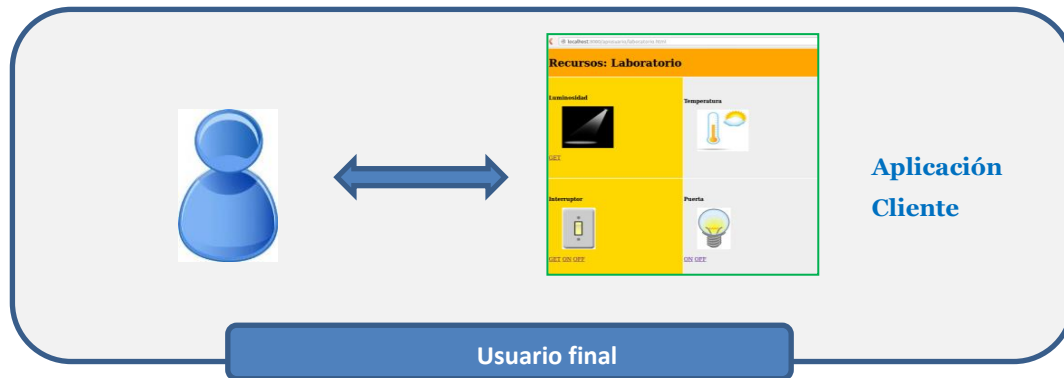 Recursos: Laboratorio
Luminosidad
Temperatura
GET
Interruptor
Puerta
GET ON OFF
ON OFF
Aplicación
Cliente
Usuario final